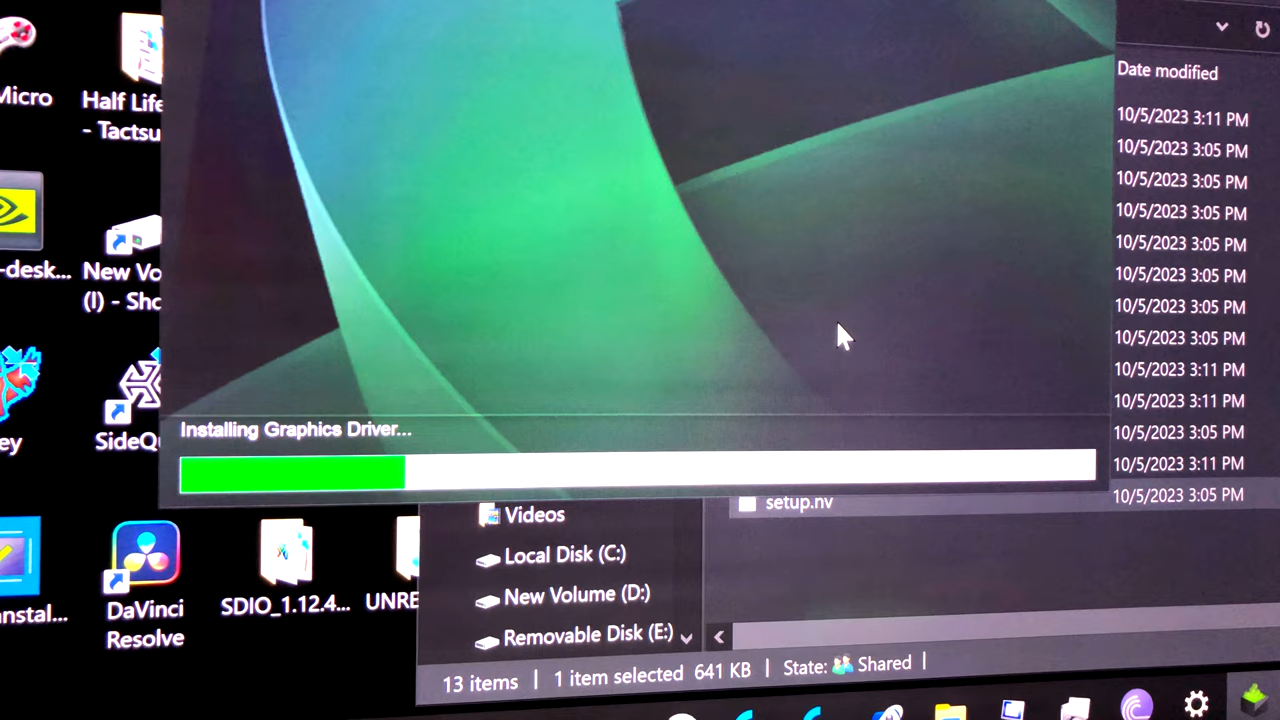 Micro
Half Life
- Tactsu
-desk...
New Vo
(I) - Sho
ey
SideQu
nstal...
DaVinci
Resolve
SDIO_1.12.4...
UNRE
Installing Graphics Driver...
Date modified
10/5/2023 3:11 PM
10/5/2023 3:05 PM
10/5/2023 3:05 PM
10/5/2023 3:05 PM
10/5/2023 3:05 PM
10/5/2023 3:05 PM
10/5/2023 3:05 PM
10/5/2023 3:05 PM
10/5/2023 3:11 PM
10/5/2023 3:11 PM
10/5/2023 3:05 PM
10/5/2023 3:11 PM
setup.nv
10/5/2023 3:05 PM
Videos
Local Disk (C:)
New Volume (D:)
Removable Disk (E:)
13 items | 1 item selected 641 KB | State: Shared |